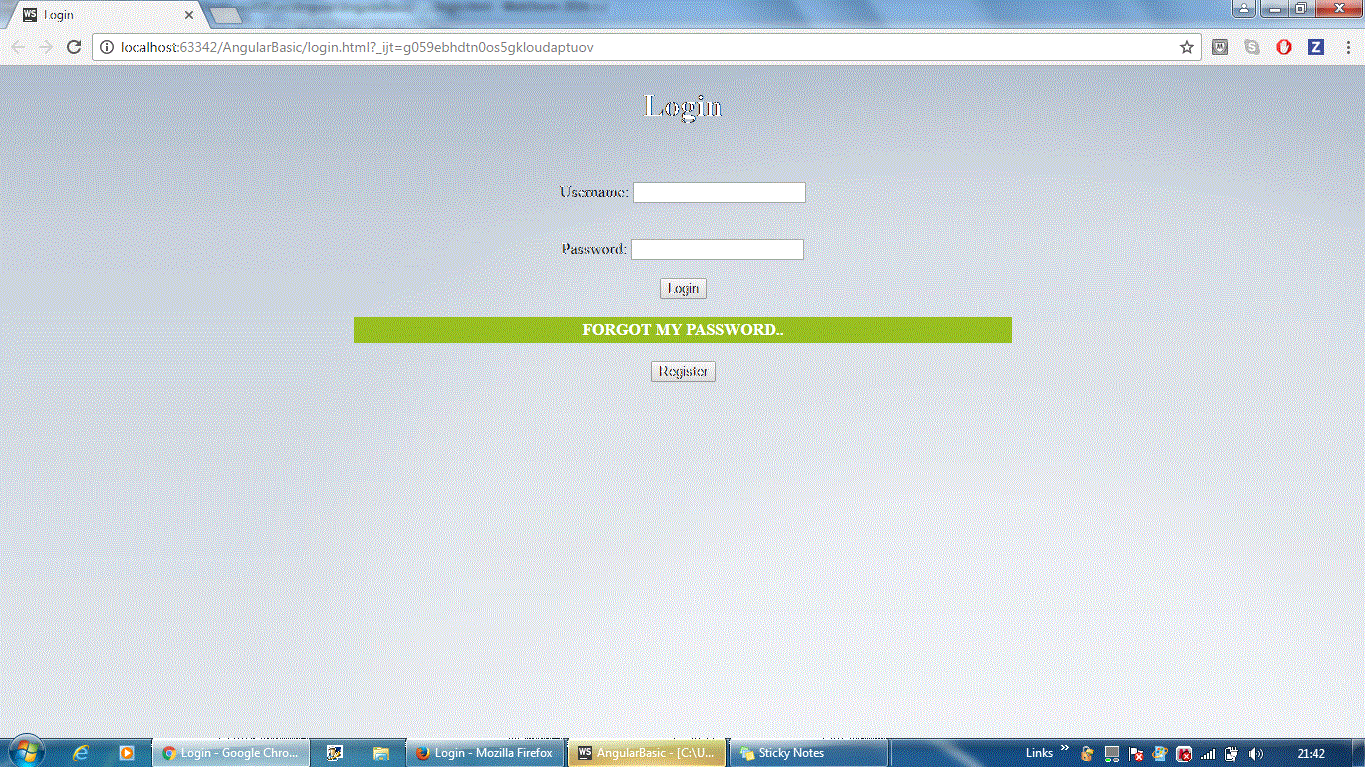 WS Login
localhost:63342/AngularBasic/login.html?_ijt=g059ebhdtn0os5gkloudaptuov
Z
Login
Username:
Password:
Login
FORGOT MY PASSWORD..
Register
Login - Google Chro... Login - Mozilla Firefox WS AngularBasic - [C:\U... Sticky Notes Links » 21:42